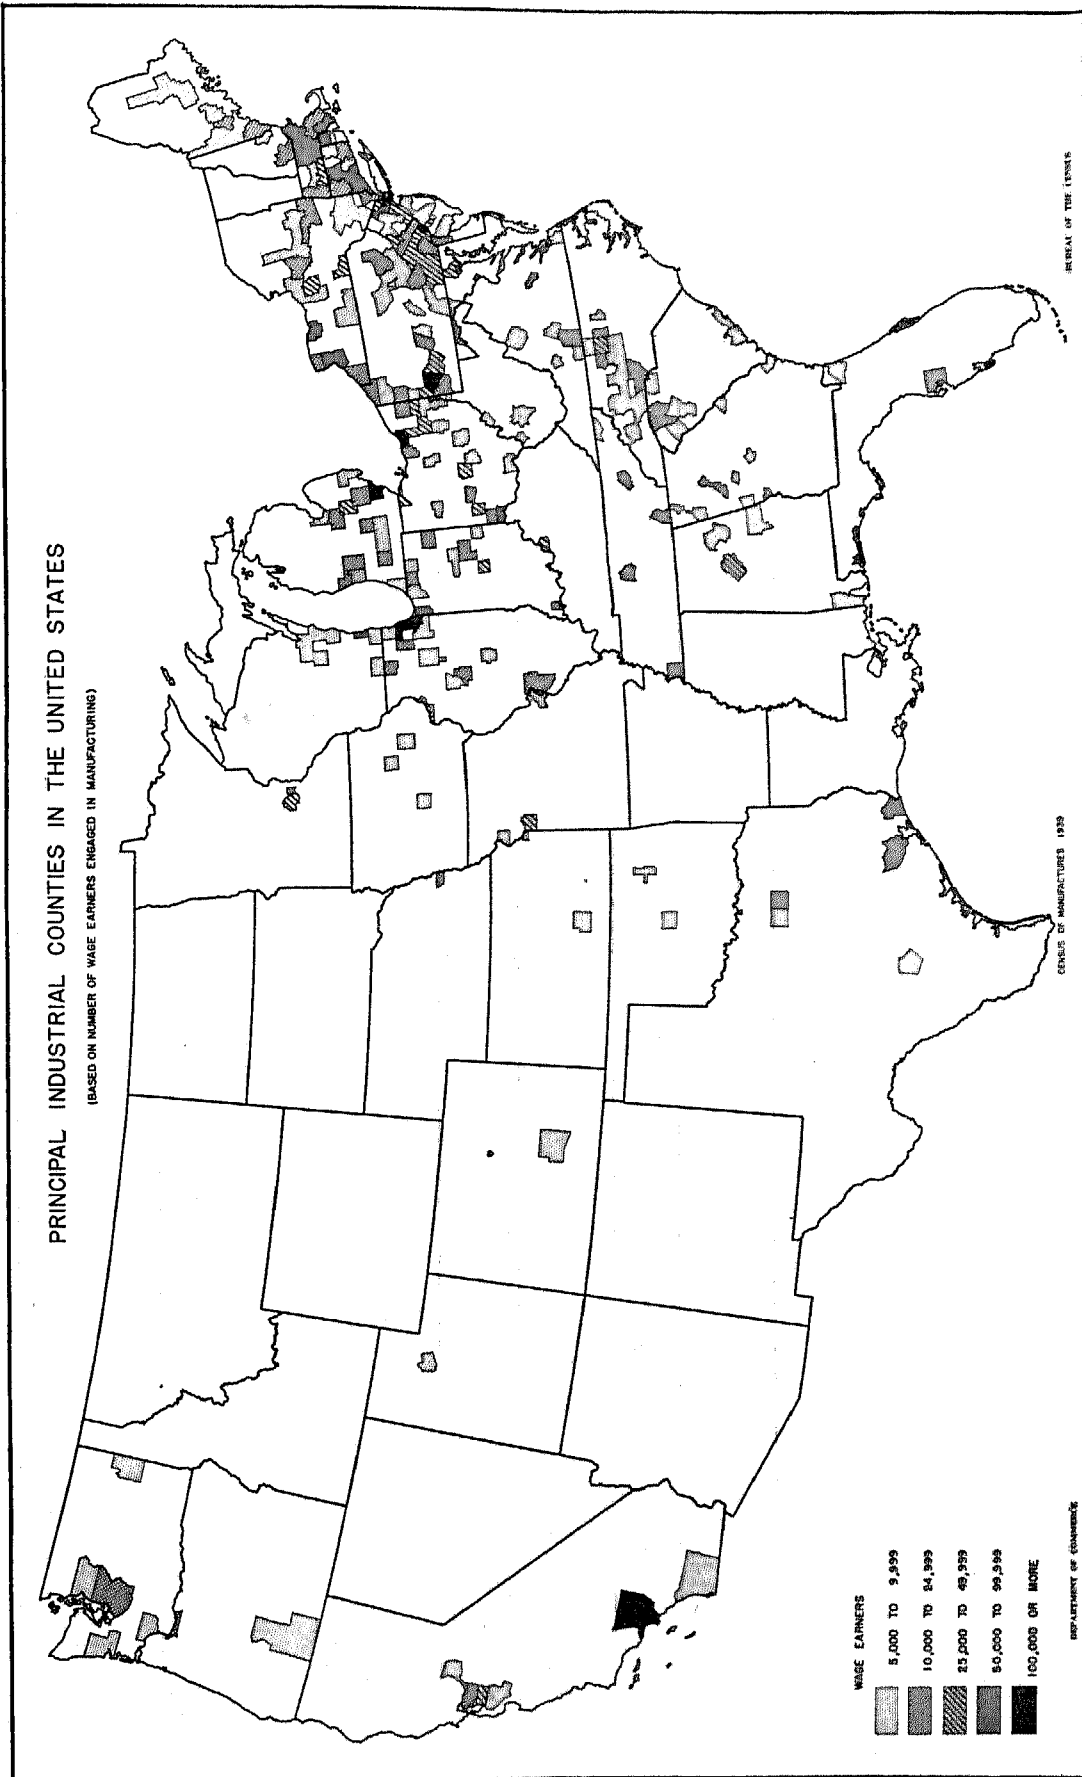 PRINCIPAL INDUSTRIAL COUNTIES IN THE UNITED STATES
(BASED ON NUMBER OF WAGE EARNERS ENGAGED IN MANUFACTURING)
WAGE EARNERS
5,000 TO 9,999
10,000 TO 24,999
25,000 TO 49,999
50,000 TO 99,999
100,000 OR MORE
DEPARTMENT OF COMMERCE
CENSUS OF MANUFACTURES 1939
BUREAU OF THE CENSUS